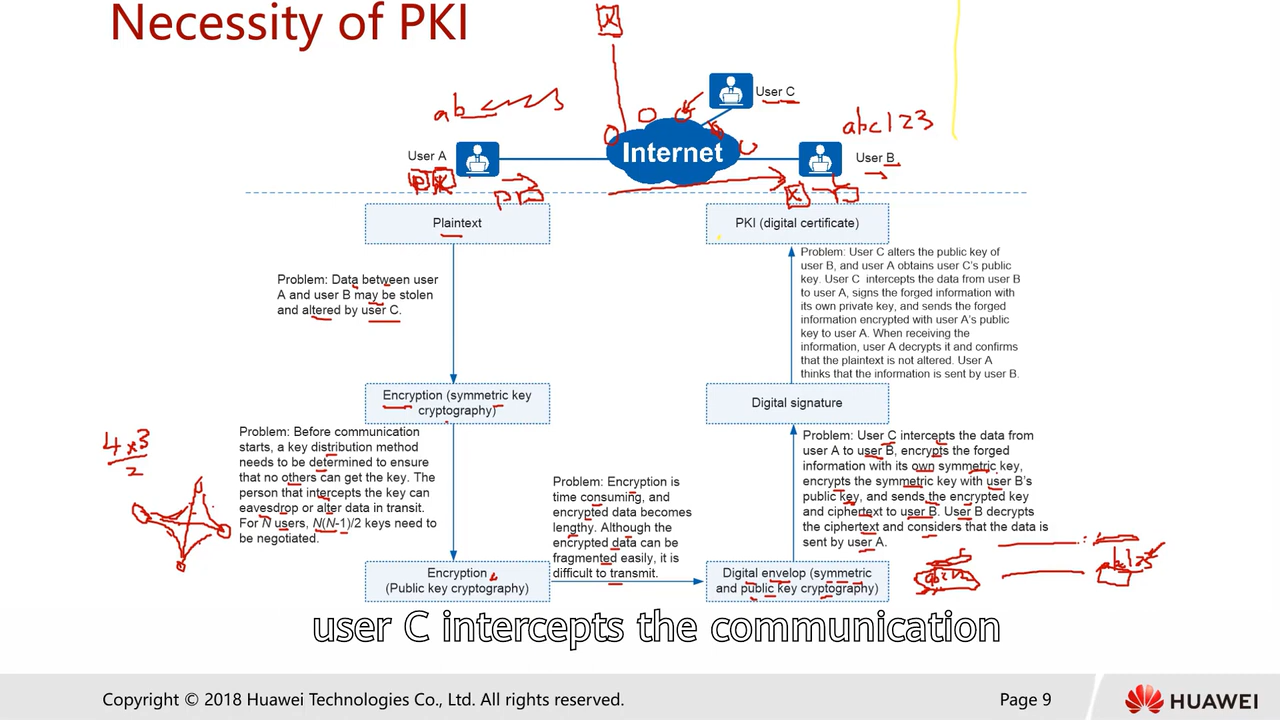 Necessity of PKI
User C
ab
abc123
Internet
User A
User B
Plaintext
PKI (digital certificate)
Problem: Data between user
A and user B may be stolen
and altered by user C.
Problem: User C alters the public key of
user B, and user A obtains user C's public
key. User C intercepts the data from user B
to user A, signs the forged information with
its own private key, and sends the forged
information encrypted with user A's public
key to user A. When receiving the
information, user A decrypts it and confirms
that the plaintext is not altered. User A
thinks that the information is sent by user B.
Encryption (symmetric key
cryptography)
Digital signature
4x3
2
Problem: Before communication
starts, a key distribution method
needs to be determined to ensure
that no others can get the key. The
person that intercepts the key can
eavesdrop or alter data in transit.
For N users, N(N-1)/2 keys need to
be negotiated.
Problem: Encryption is
time consuming, and
encrypted data becomes
lengthy. Although the
encrypted data can be
fragmented easily, it is
difficult to transmit.
Problem: User C intercepts the data from
user A to user B, encrypts the forged
information with its own symmetric key,
encrypts the symmetric key with user B's
public key, and sends the encrypted key
and ciphertext to user B. User B decrypts
the ciphertext and considers that the data is
sent by user A.
Encryption
(Public key cryptography)
Digital envelop (symmetric
and public key cryptography)
user C intercepts the communication
Copyright © 2018 Huawei Technologies Co., Ltd. All rights reserved.
Page 9
HUAWEI